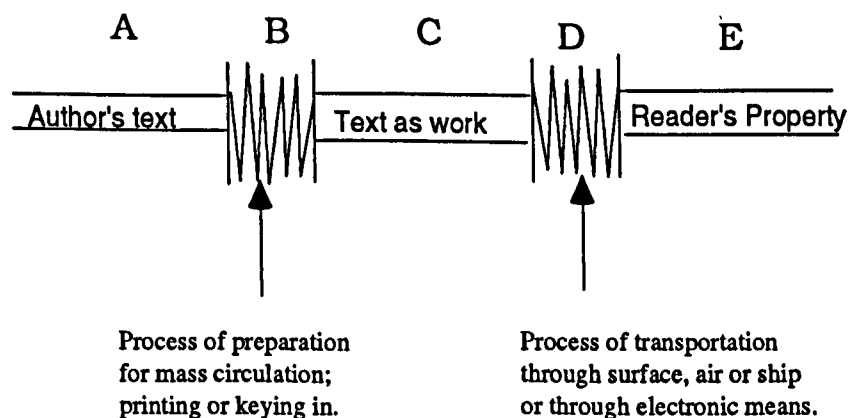 A B C D E
Author's text Text as work Reader's Property
Process of preparation
for mass circulation;
printing or keying in.
Process of transportation
through surface, air or ship
or through electronic means.